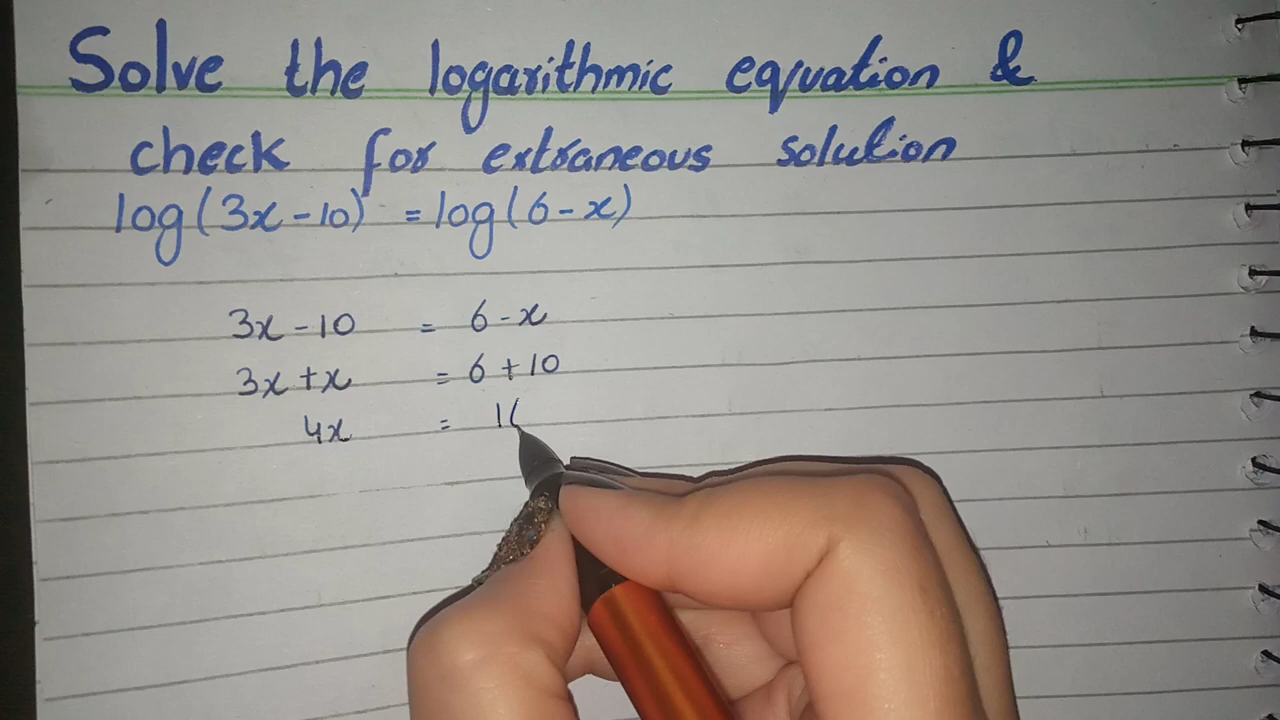 Solve the logarithmic equation &
check for extraneous solution
log(3x-10) = log(6-x)
3x-10 = 6-x
3x+x = 6+10
4x =